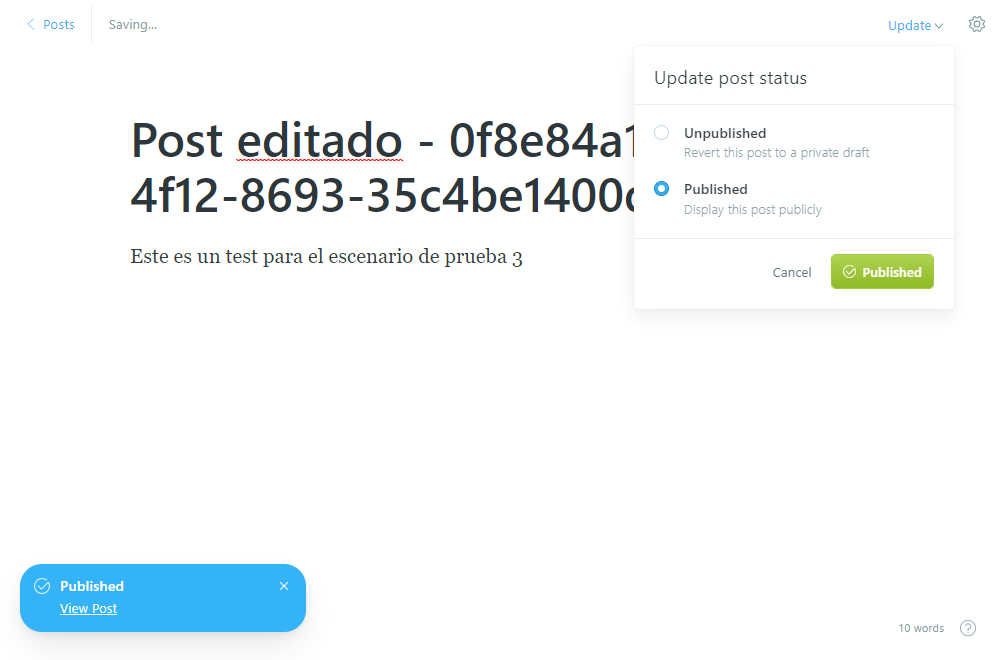 Posts
Saving...
Update
Update post status
Post editado - 0f8e84a1
4f12-8693-35c4be1400
Unpublished
Revert this post to a private draft
Published
Display this post publicly
Este es un test para el escenario de prueba 3
Cancel
Published
Published
View Post
10 words
?